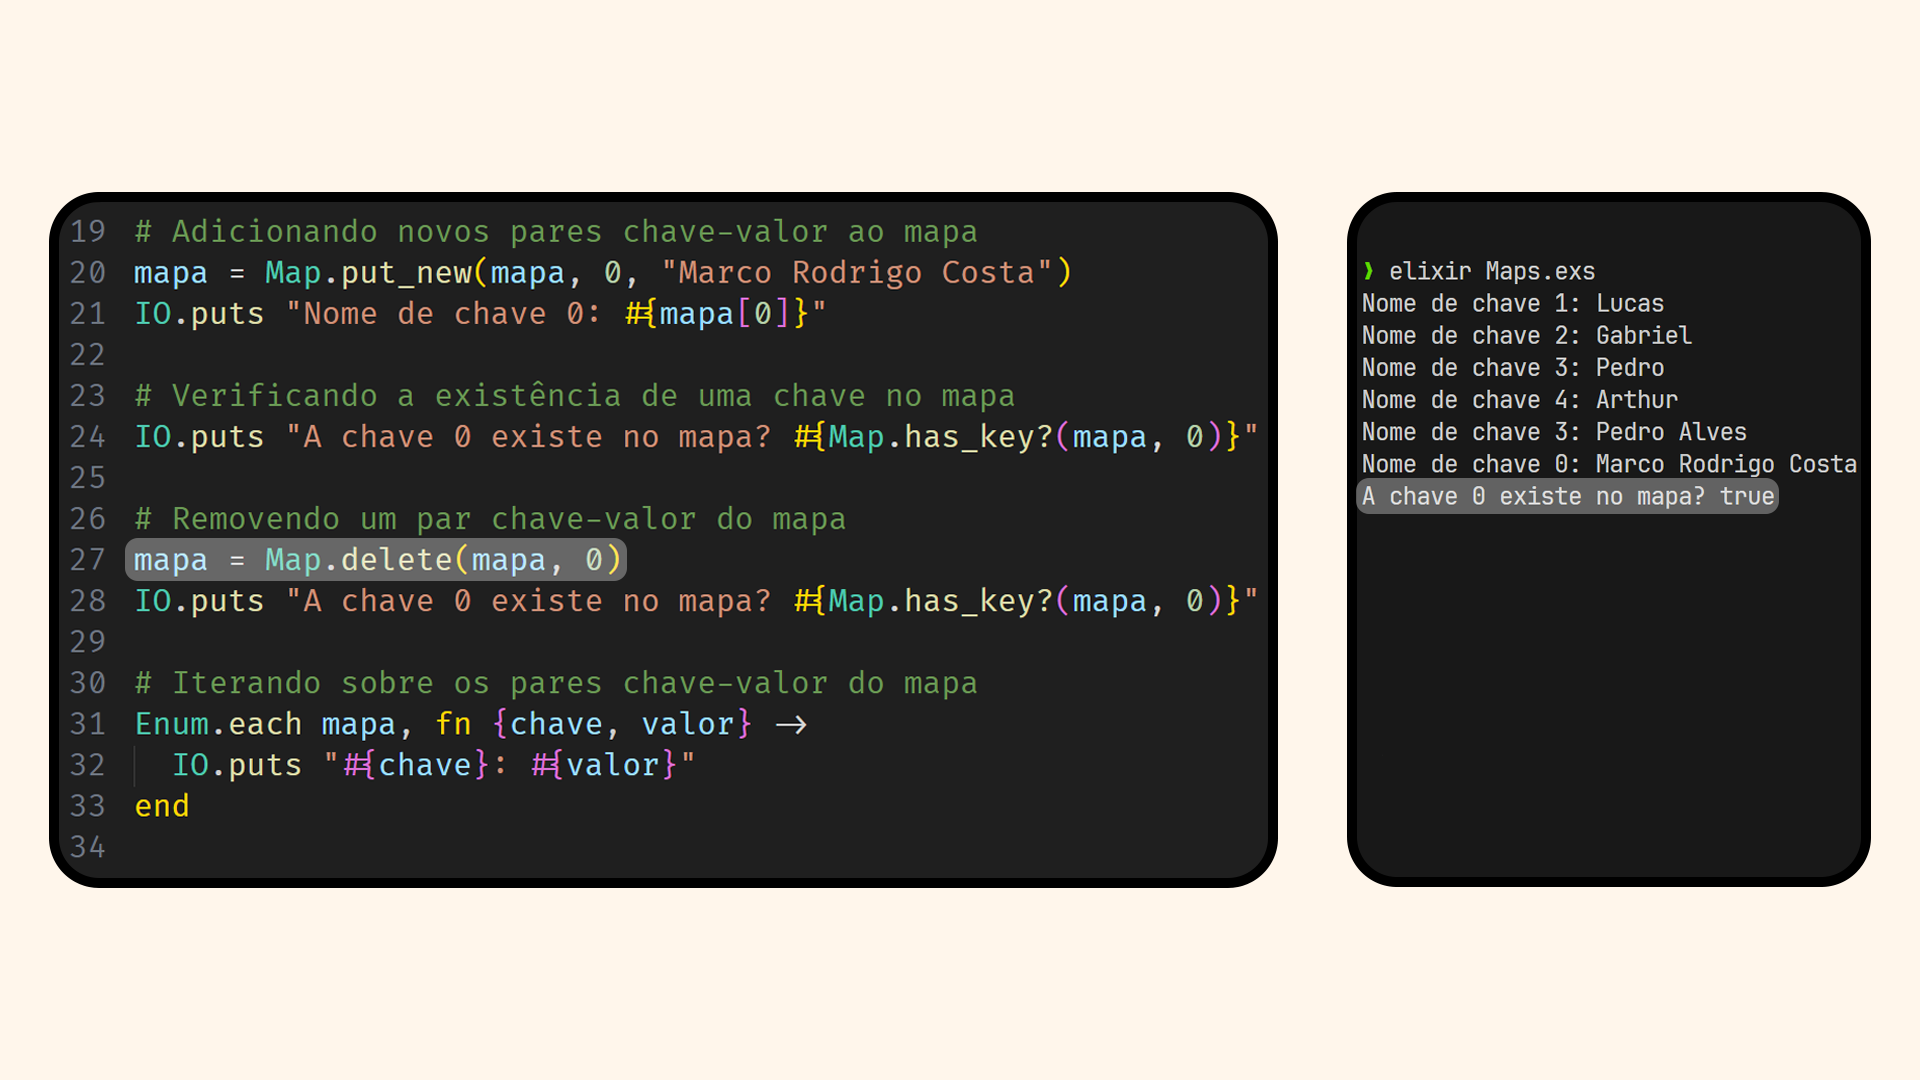 19 # Adicionando novos pares chave-valor ao mapa
20 mapa = Map.put_new(mapa, 0, "Marco Rodrigo Costa")
21 IO.puts "Nome de chave 0: #{mapa[0]}"
22
23 # Verificando a existência de uma chave no mapa
24 IO.puts "A chave 0 existe no mapa? #{Map.has_key?(mapa, 0)}"
25
26 # Removendo um par chave-valor do mapa
27 mapa = Map.delete(mapa, 0)
28 IO.puts "A chave 0 existe no mapa? #{Map.has_key?(mapa, 0)}"
29
30 # Iterando sobre os pares chave-valor do mapa
31 Enum.each mapa, fn {chave, valor} ->
32   IO.puts "#{chave}: #{valor}"
33 end
34
❯ elixir Maps.exs
Nome de chave 1: Lucas
Nome de chave 2: Gabriel
Nome de chave 3: Pedro
Nome de chave 4: Arthur
Nome de chave 3: Pedro Alves
Nome de chave 0: Marco Rodrigo Costa
A chave 0 existe no mapa? true